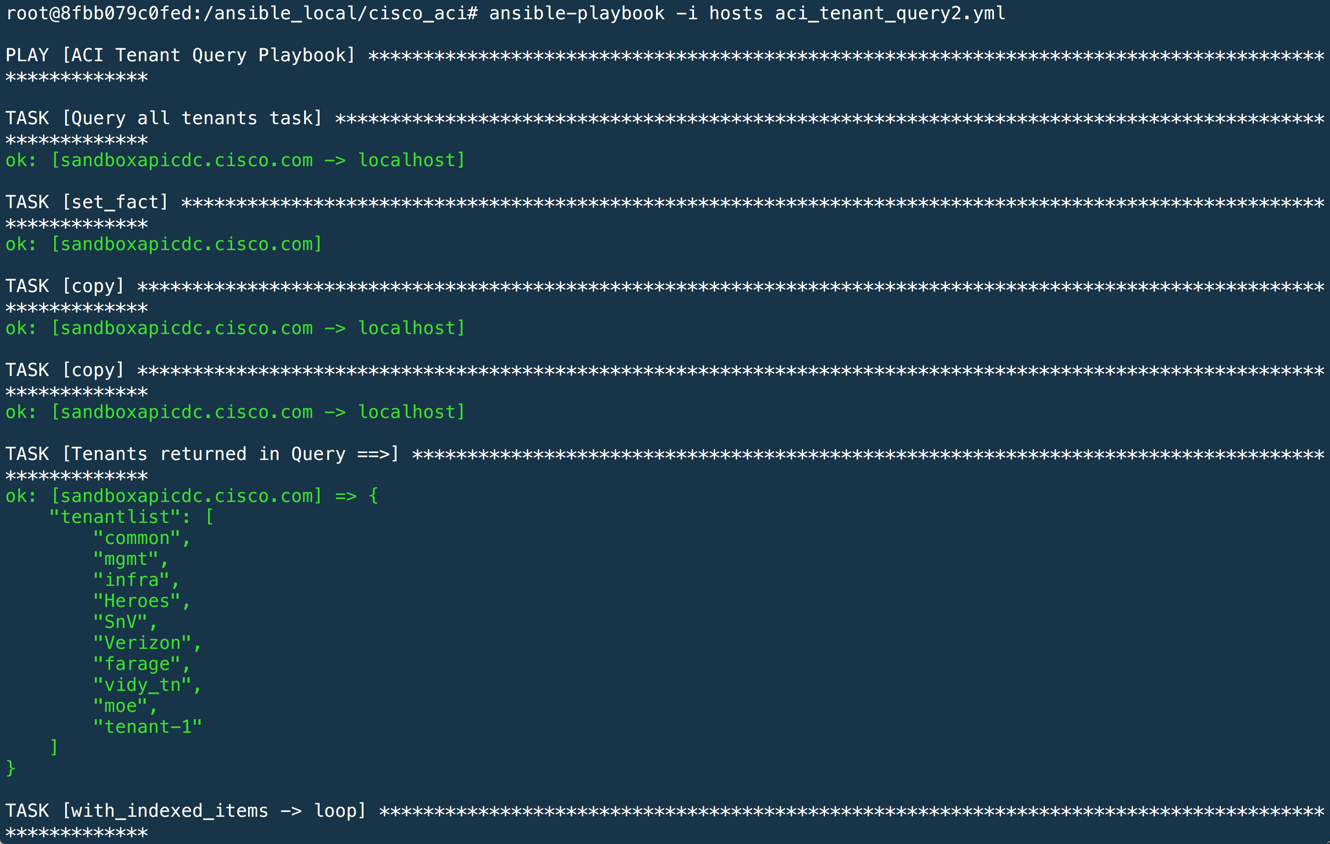 root@8fbb079c0fed:/ansible_local/cisco_aci# ansible-playbook -i hosts aci_tenant_query2.yml
PLAY [ACI Tenant Query Playbook] ***************************************************************************************
*************
TASK [Query all tenants task] ******************************************************************************************
*************
ok: [sandboxapicdc.cisco.com -> localhost]
TASK [set_fact] ********************************************************************************************************
*************
ok: [sandboxapicdc.cisco.com]
TASK [copy] ************************************************************************************************************
*************
ok: [sandboxapicdc.cisco.com -> localhost]
TASK [copy] ************************************************************************************************************
*************
ok: [sandboxapicdc.cisco.com -> localhost]
TASK [Tenants returned in Query ==>] ***********************************************************************************
*************
ok: [sandboxapicdc.cisco.com] => {
    "tenantlist": [
        "common",
        "mgmt",
        "infra",
        "Heroes",
        "SnV",
        "Verizon",
        "farage",
        "vidy_tn",
        "moe",
        "tenant-1"
    ]
}
TASK [with_indexed_items -> loop] **************************************************************************************
*************